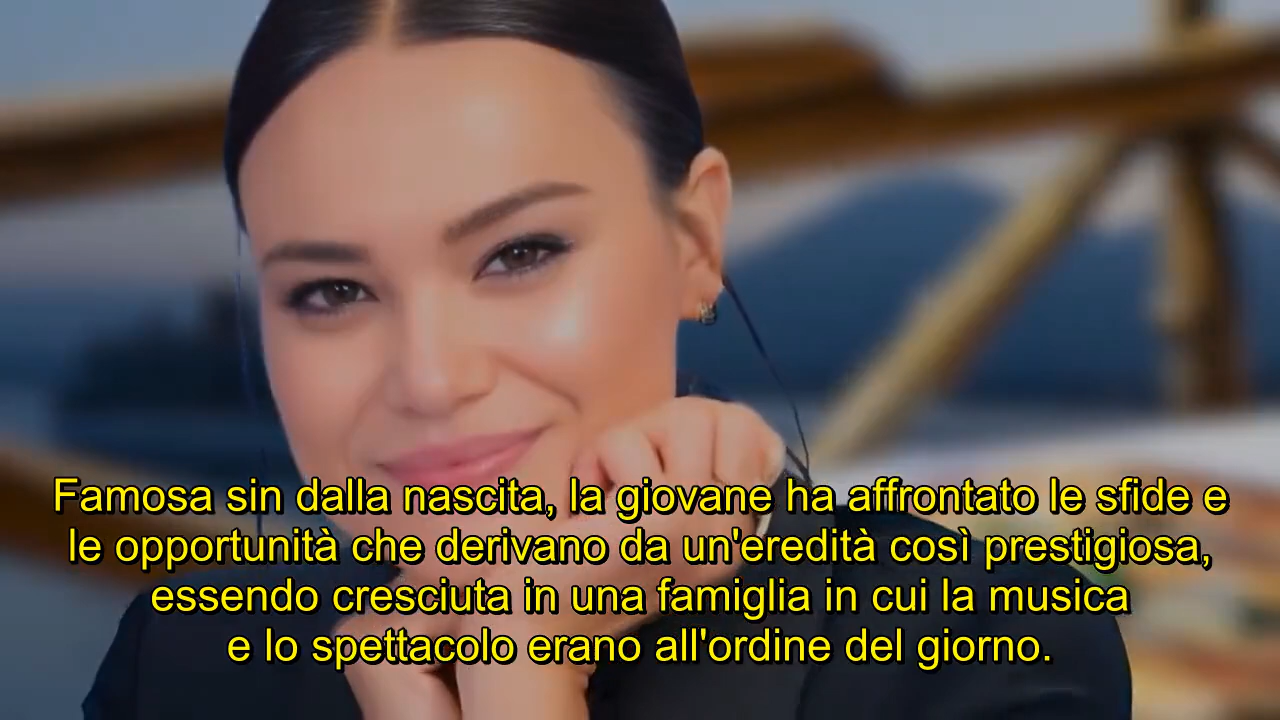 Famosa sin dalla nascita, la giovane ha affrontato le sfide e
le opportunità che derivano da un'eredità così prestigiosa,
essendo cresciuta in una famiglia in cui la musica
e lo spettacolo erano all'ordine del giorno.